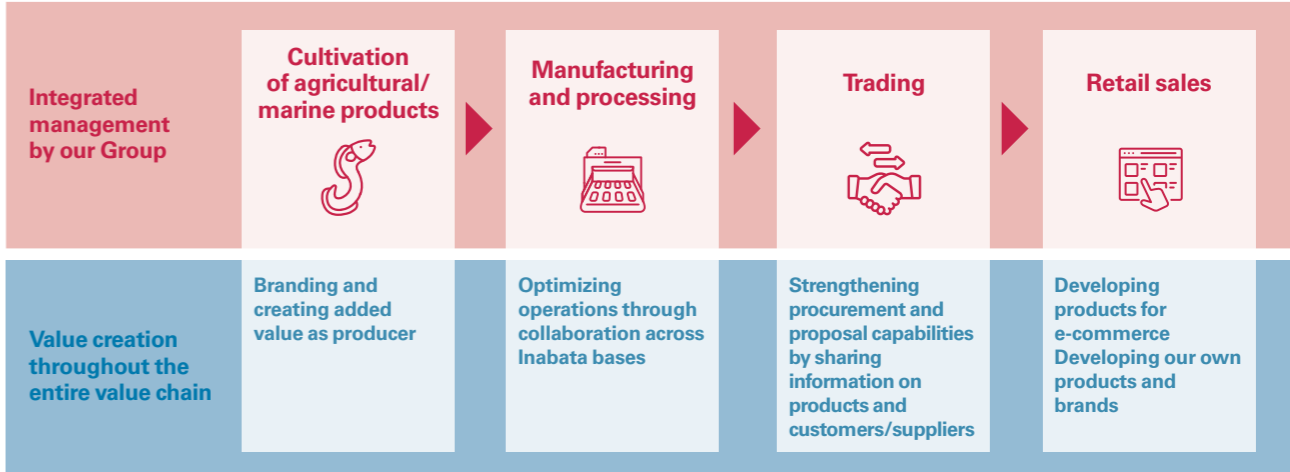 Integrated
management
by our Group
Cultivation
of agricultural/
marine products
Manufacturing
and processing
Trading
Retail sales
Value creation
throughout the
entire value chain
Branding and
creating added
value as producer
Optimizing
operations through
collaboration across
Inabata bases
Strengthening
procurement and
proposal capabilities
by sharing
information on
products and
customers/suppliers
Developing
products for
e-commerce
Developing our own
products and
brands